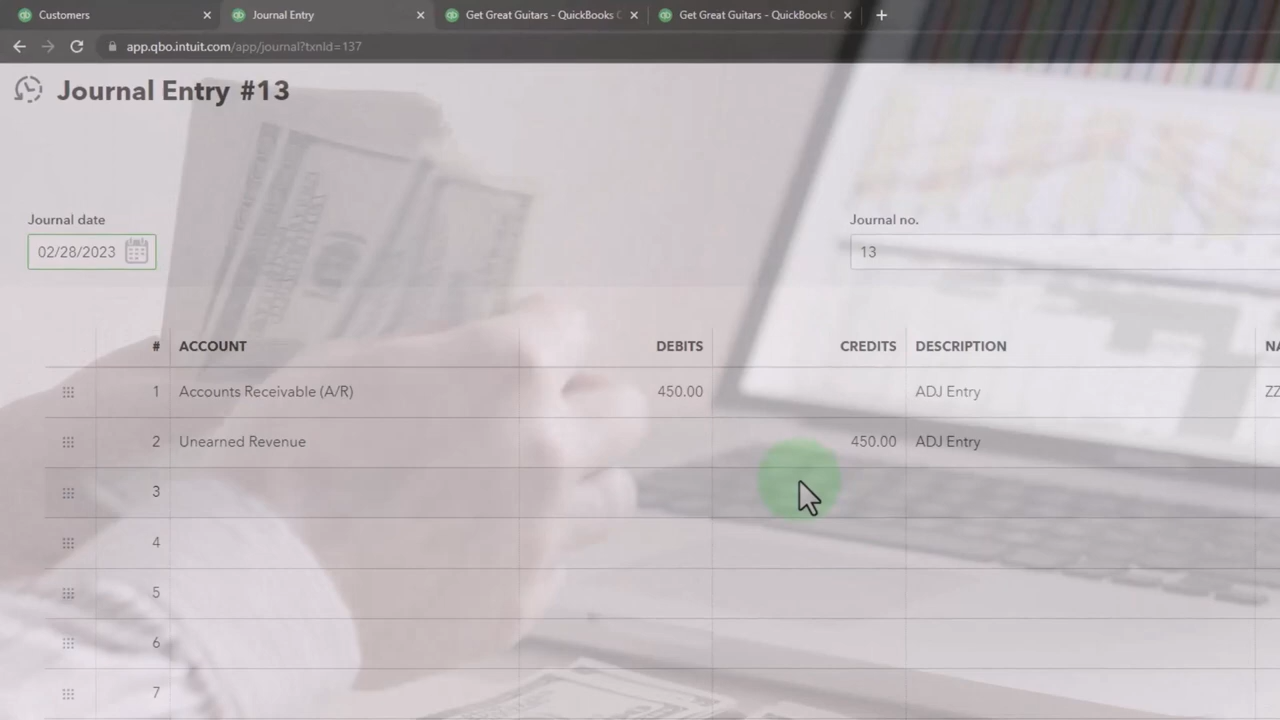 Customers
Journal Entry
Get Great Guitars - QuickBooks
Get Great Guitars - QuickBooks
app.qbo.intuit.com/app/journal?txnId=137
Journal Entry #13
Journal date
Journal no.
02/28/2023
13
# ACCOUNT DEBITS CREDITS DESCRIPTION
1 Accounts Receivable (A/R) 450.00 ADJ Entry ZZ
2 Unearned Revenue 450.00 ADJ Entry
3
4
5
6
7